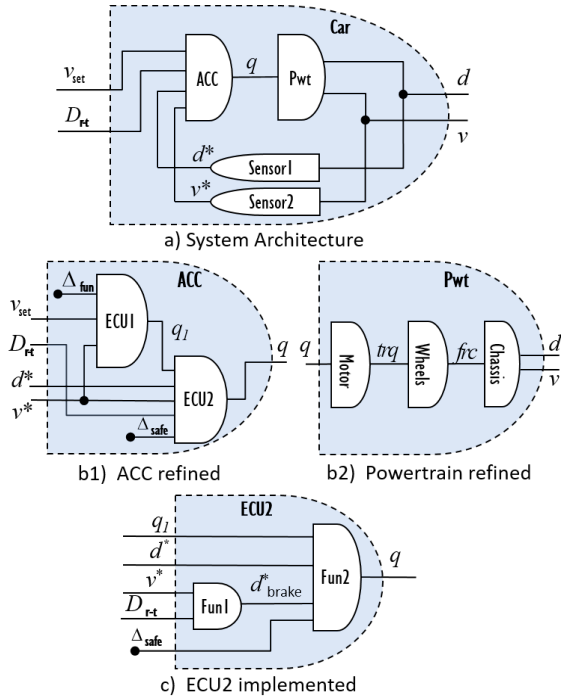 Car
v_set
D_r-t
ACC
q
Pwt
d
v
d*
Sensor1
v*
Sensor2
a) System Architecture
ACC
Δ_fun
v_set
ECU1
q_1
D_r-t
d*
v*
ECU2
q
Δ_safe
b1) ACC refined
Pwt
q
Motor
trq
Wheels
frc
Chassis
d
v
b2) Powertrain refined
ECU2
q_1
d*
v*
D_r-t
Fun1
d*_brake
Fun2
q
Δ_safe
c) ECU2 implemented